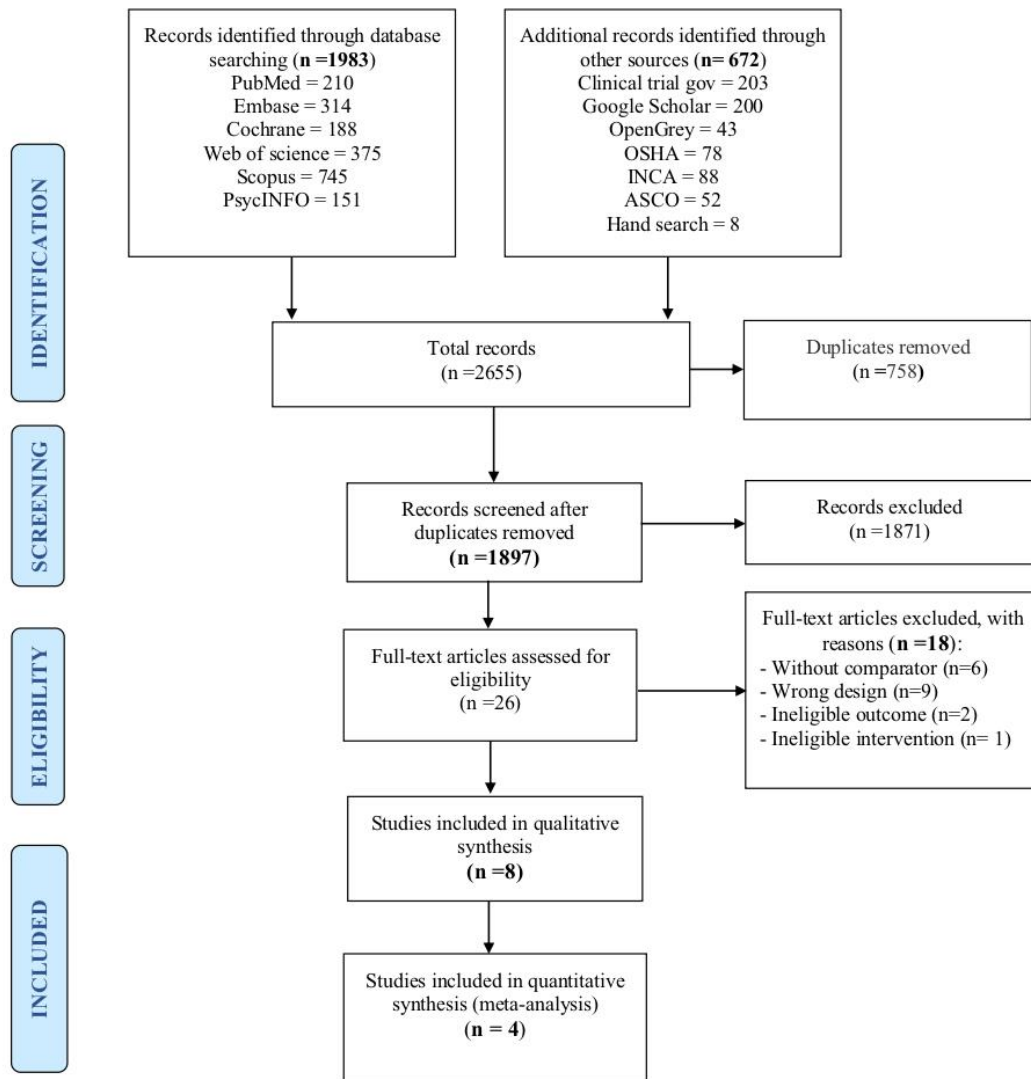 Records identified through database
searching (n =1983)
PubMed = 210
Embase = 314
Cochrane = 188
Web of science = 375
Scopus = 745
PsycINFO = 151
Additional records identified through
other sources (n= 672)
Clinical trial gov = 203
Google Scholar = 200
OpenGrey = 43
OSHA = 78
INCA = 88
ASCO = 52
Hand search = 8
IDENTIFICATION
Total records
(n =2655)
Duplicates removed
(n =758)
SCREENING
Records screened after
duplicates removed
(n =1897)
Records excluded
(n =1871)
ELIGIBILITY
Full-text articles assessed for
eligibility
(n =26)
Full-text articles excluded, with
reasons (n =18):
- Without comparator (n=6)
- Wrong design (n=9)
- Ineligible outcome (n=2)
- Ineligible intervention (n= 1)
Studies included in qualitative
synthesis
(n =8)
INCLUDED
Studies included in quantitative
synthesis (meta-analysis)
(n = 4)